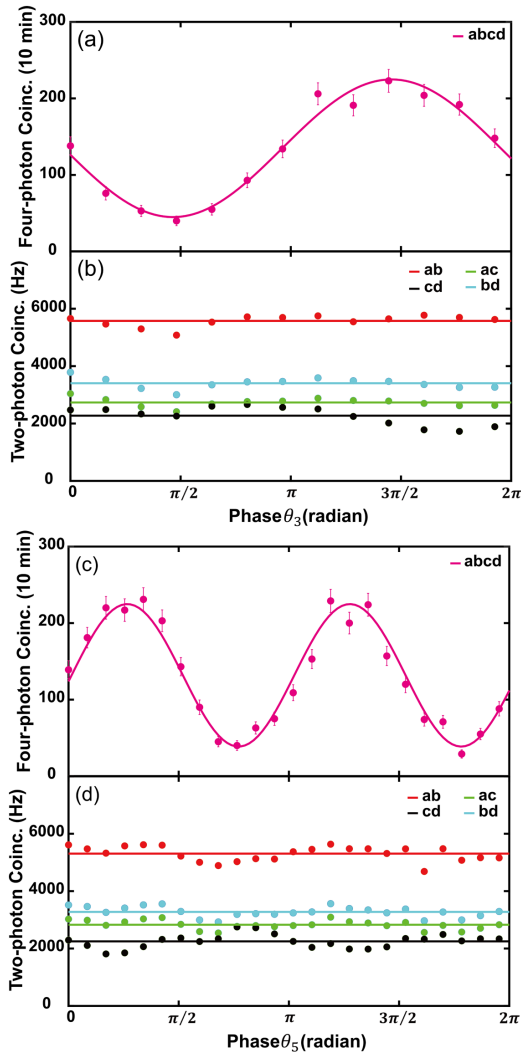 300
(a)
abcd
200
100
0
Four-photon Coinc. (10 min)
(b)
ab
ac
cd
bd
6000
4000
2000
0
Two-photon Coinc. (Hz)
0
π/2
π
3π/2
2π
Phaseθ₃(radian)
300
(c)
abcd
200
100
0
Four-photon Coinc. (10 min)
(d)
ab
ac
cd
bd
6000
4000
2000
0
Two-photon Coinc. (Hz)
0
π/2
π
3π/2
2π
Phaseθ₅(radian)